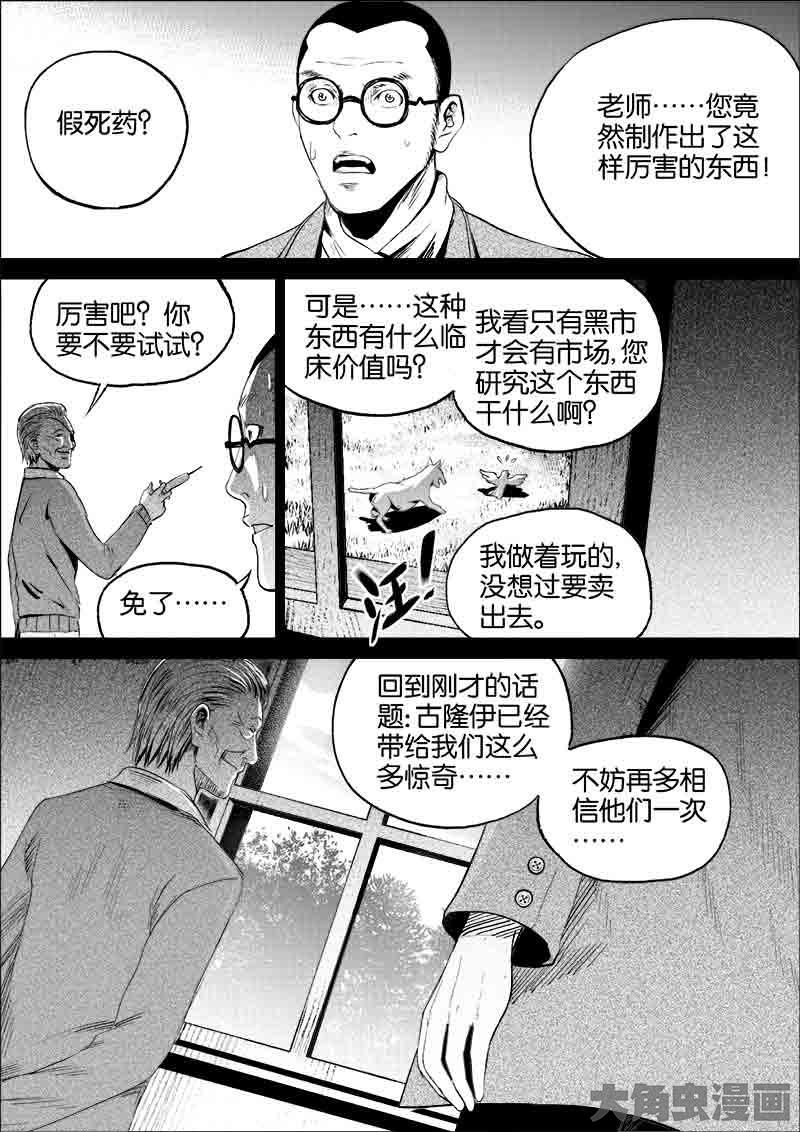 假死药？
老师……您竟
然制作出了这
样厉害的东西！
厉害吧？你
要不要试试？
免了……
可是……这种
东西有什么临
床价值吗？
我看只有黑市
才会有市场，您
研究这个东西
干什么啊？
汪！
我做着玩的，
没想过要卖
出去。
回到刚才的话
题：古隆伊已经
带给我们这么
多惊奇……
不妨再多相
信他们一次
……
大角虫漫画